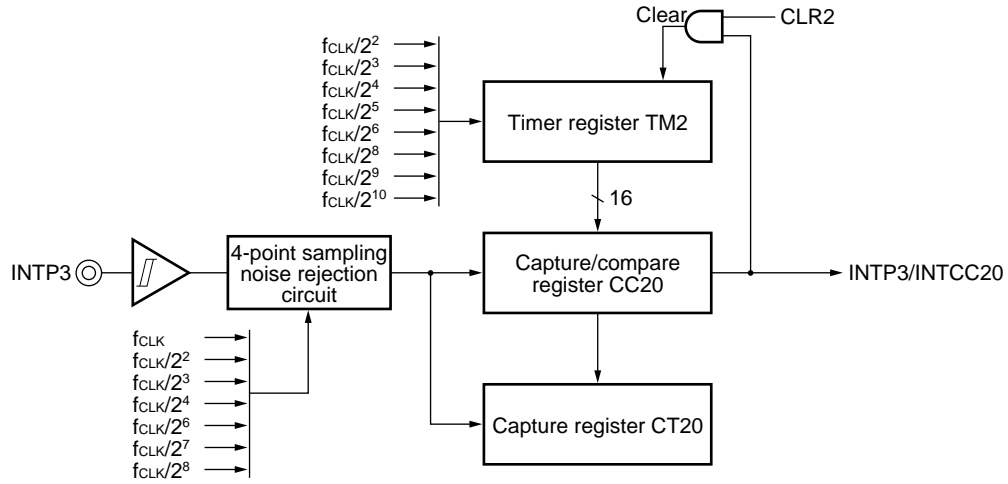 Clear
CLR2
fCLK/2²
fCLK/2³
fCLK/2⁴
fCLK/2⁵
fCLK/2⁶
fCLK/2⁸
fCLK/2⁹
fCLK/2¹⁰
Timer register TM2
16
INTP3
4-point sampling
noise rejection
circuit
Capture/compare
register CC20
INTP3/INTCC20
fCLK
fCLK/2²
fCLK/2³
fCLK/2⁴
fCLK/2⁶
fCLK/2⁷
fCLK/2⁸
Capture register CT20